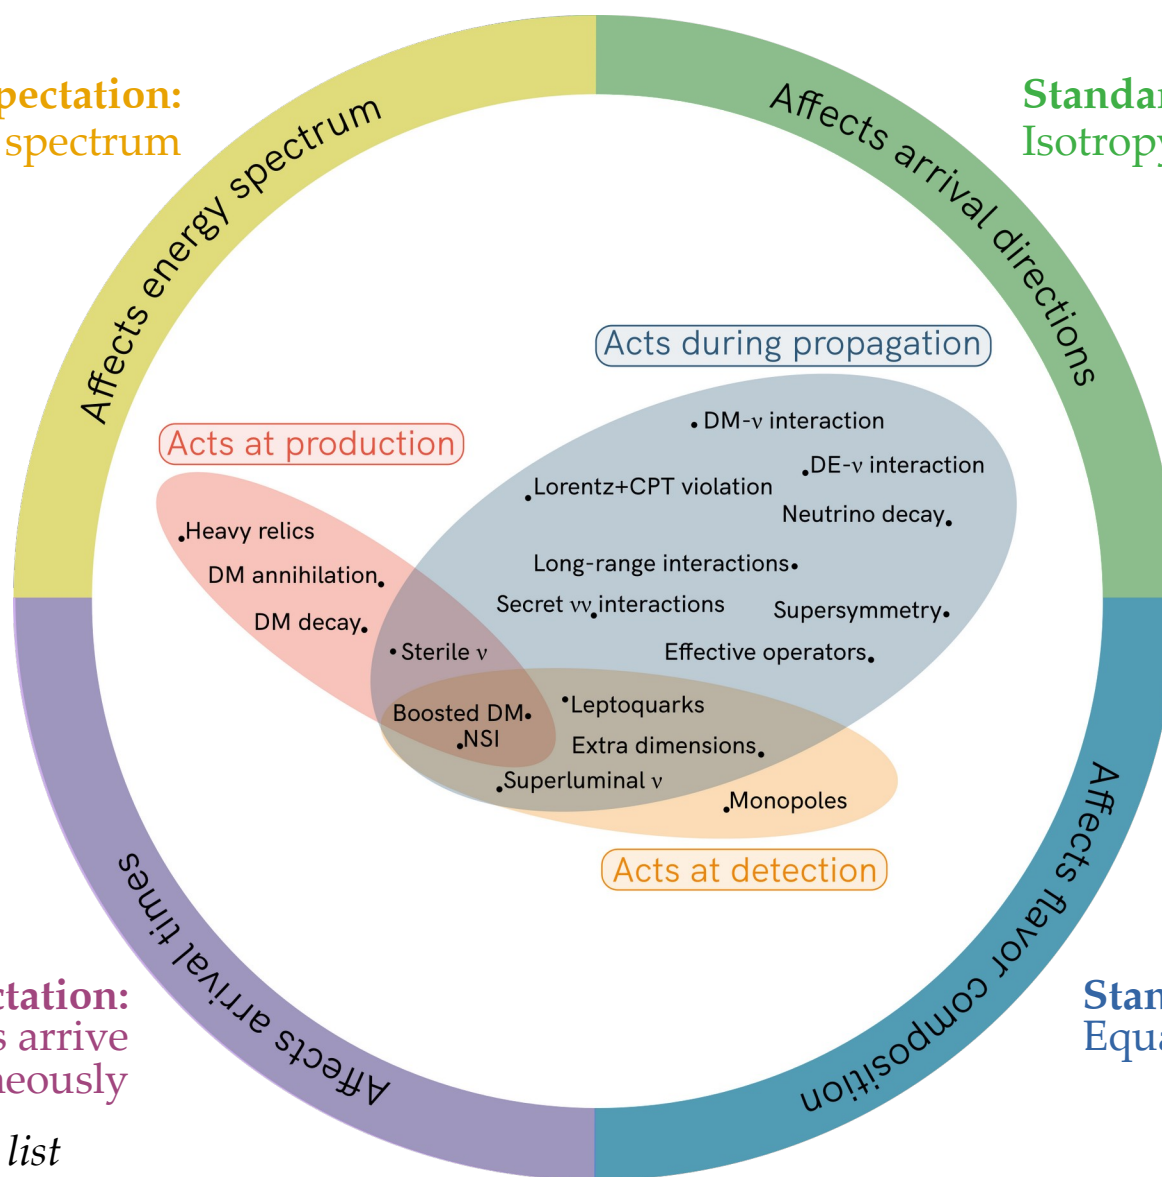 pectation:
spectrum
Standar
Isotropy
Affects energy spectrum
Affects arrival directions
Acts during propagation
DM-ν interaction
DE-ν interaction
Lorentz+CPT violation
Neutrino decay
Acts at production
Heavy relics
Long-range interactions
DM annihilation
Secret νν interactions
Supersymmetry
DM decay
Sterile ν
Effective operators
Leptoquarks
Boosted DM
NSI
Extra dimensions
Superluminal ν
Monopoles
Acts at detection
Affects arrival times
Affects flavor composition
ctation:
s arrive
neously
list
Stan
Equa